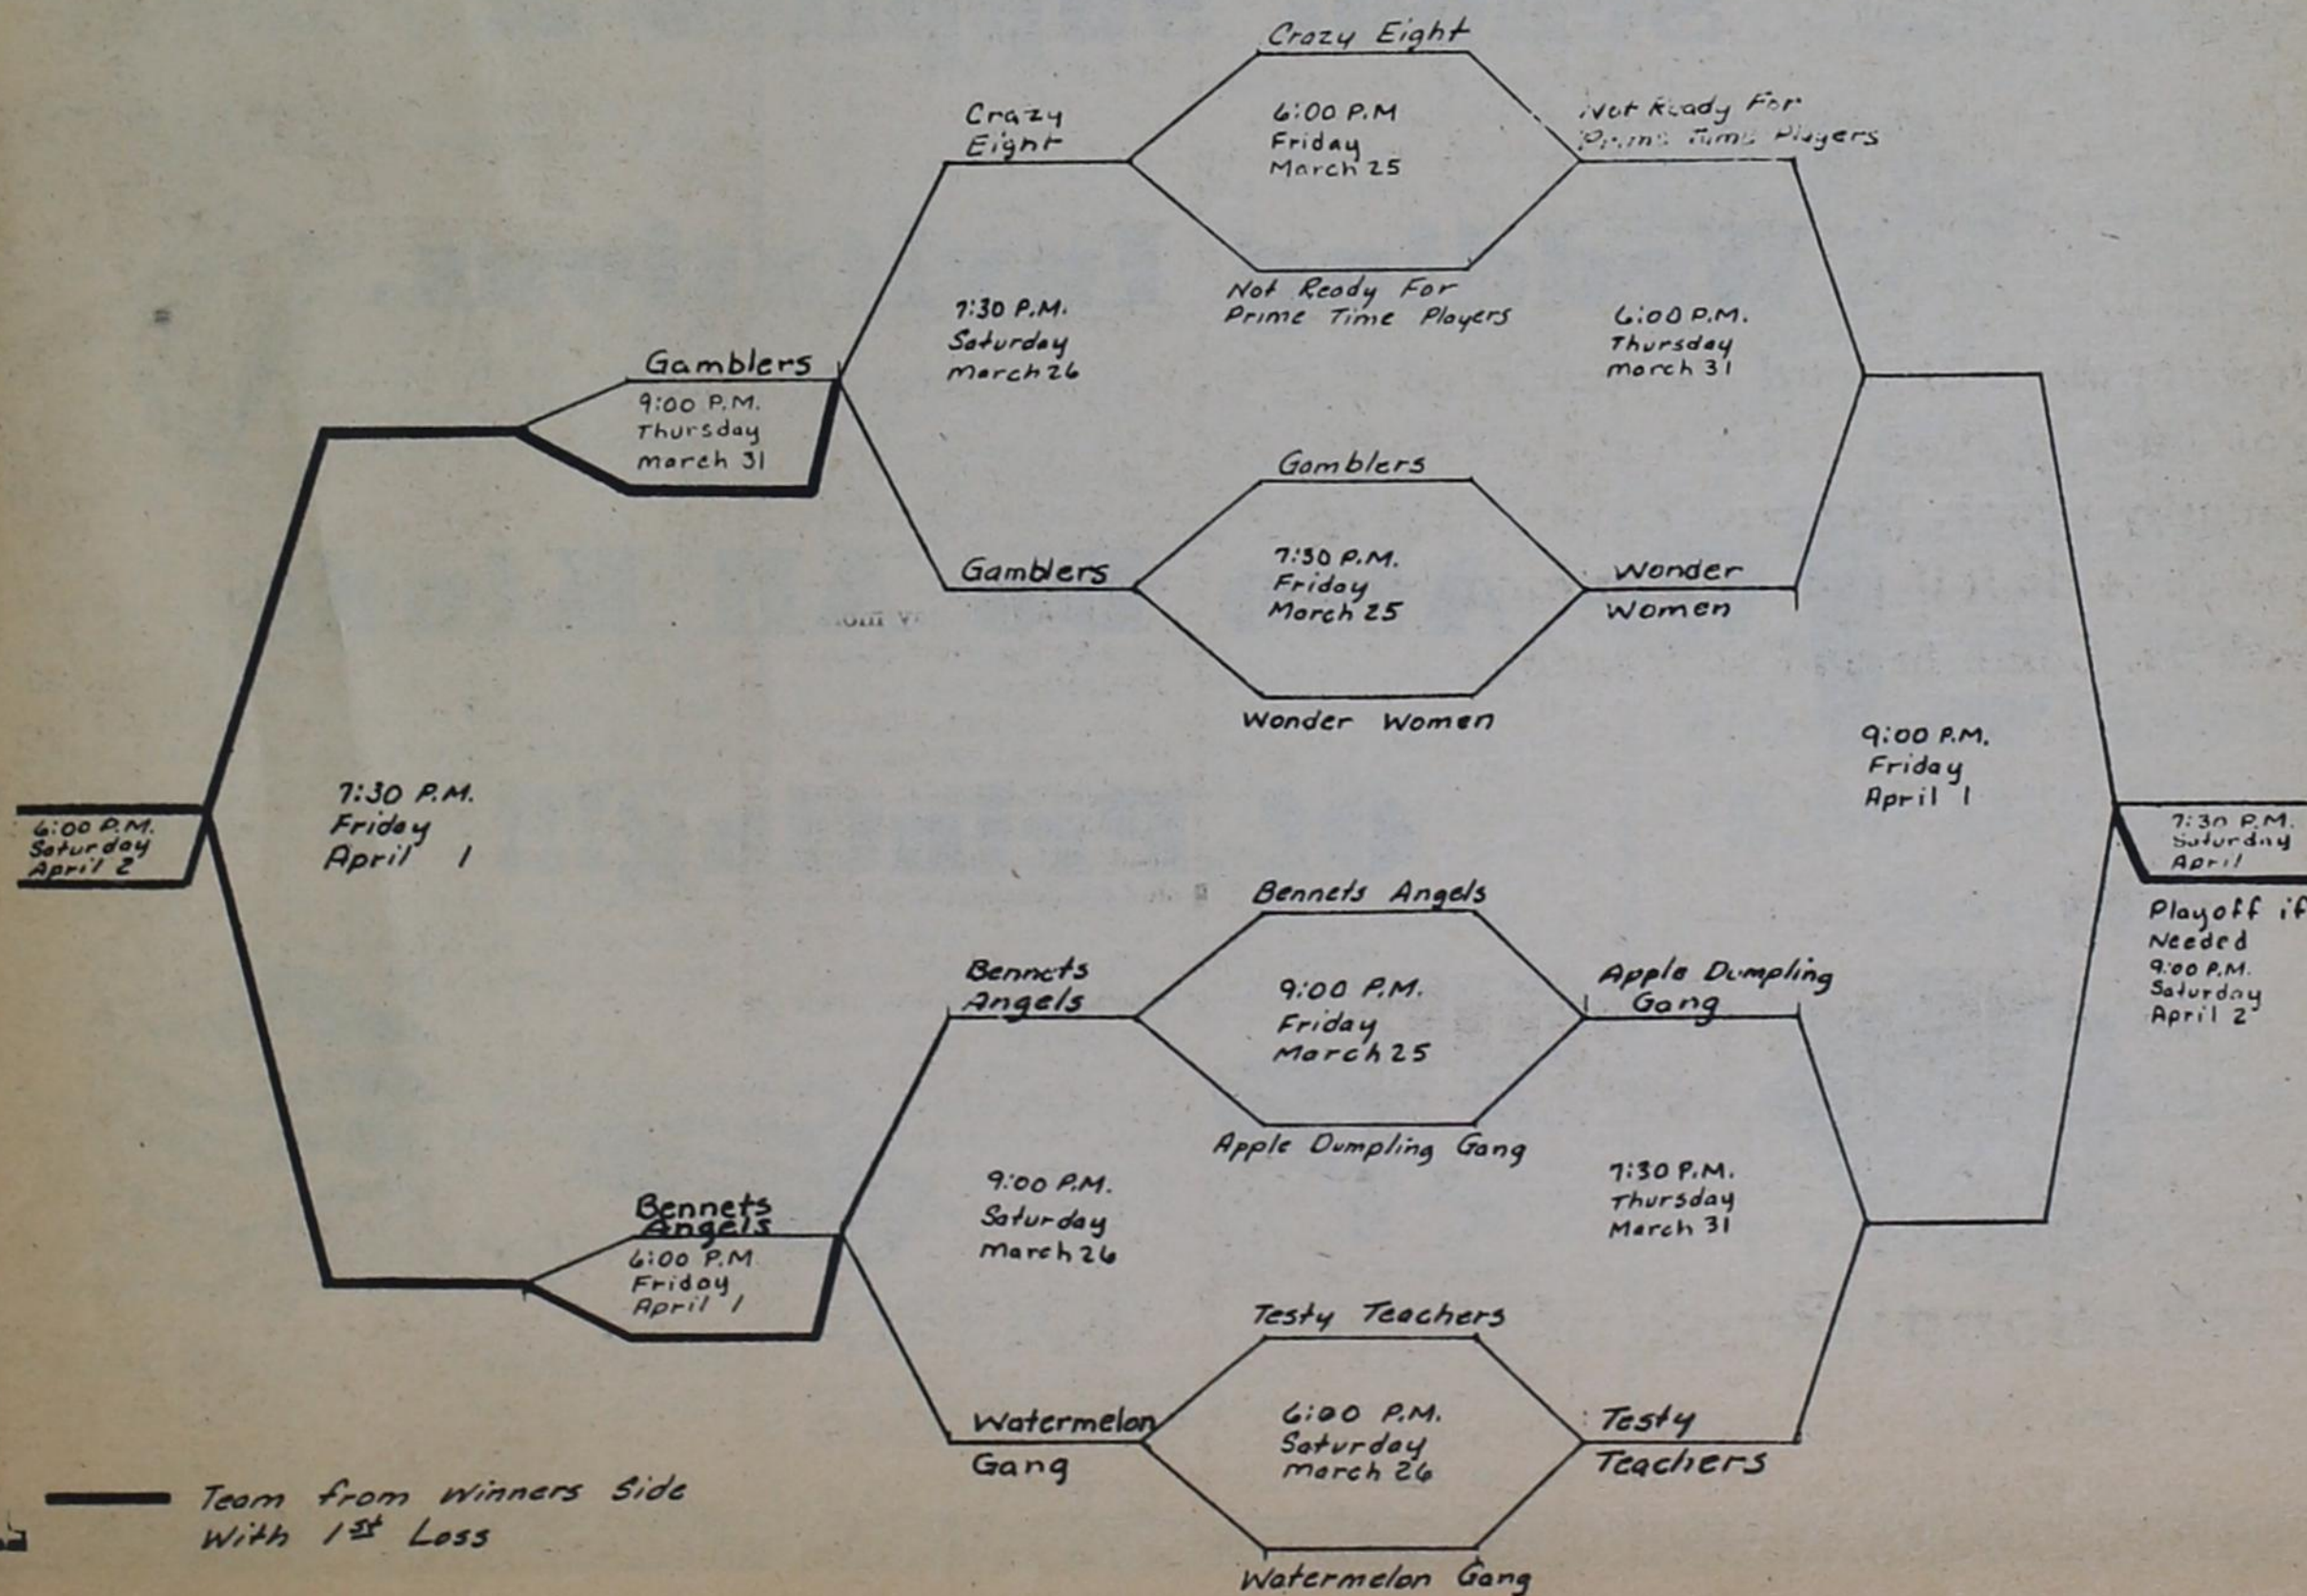 Crazy Eight
6:00 P.M
Friday
March 25
Not Ready For
Prime Time Players
Crazy
Eight
Not Ready For
Prime Time Players
7:30 P.M.
Saturday
March 26
6:00 P.M.
Thursday
March 31
Gamblers
9:00 P.M.
Thursday
March 31
Gamblers
7:30 P.M.
Friday
March 25
Wonder Women
Gamblers
Wonder
Women
7:30 P.M.
Friday
April 1
6:00 P.M.
Saturday
April 2
9:00 P.M.
Friday
April 1
7:30 P.M.
Saturday
April
Playoff if
Needed
9:00 P.M.
Saturday
April 2
Bennets Angels
9:00 P.M.
Friday
March 25
Apple Dumpling Gang
Bennets
Angels
Apple Dumpling
Gang
9:00 P.M.
Saturday
March 26
7:30 P.M.
Thursday
March 31
Bennets
Angels
6:00 P.M
Friday
April 1
Testy Teachers
6:00 P.M.
Saturday
March 26
Watermelon Gang
Watermelon
Gang
Testy
Teachers
Team from Winners Side
With 1st Loss